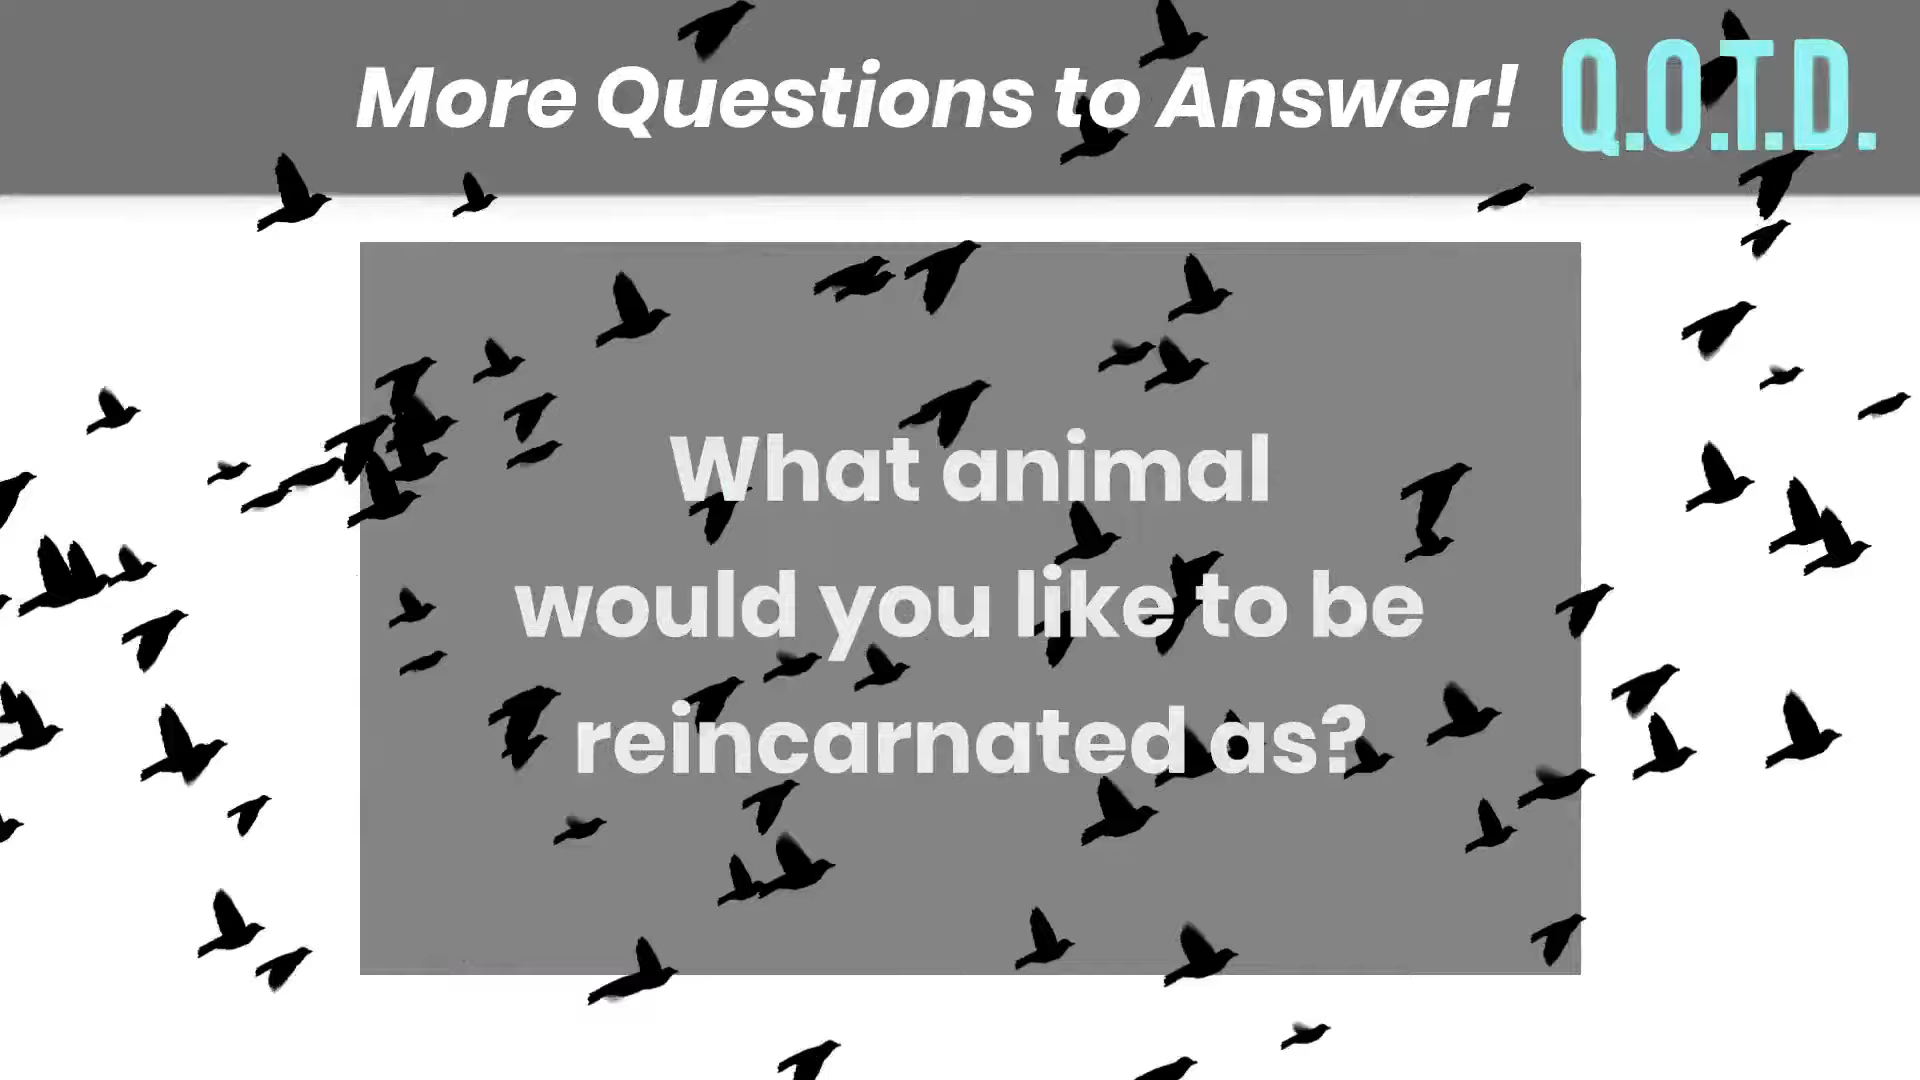 More Questions to Answer! Q.O.T.D.
What animal
would you like to be
reincarnated as?